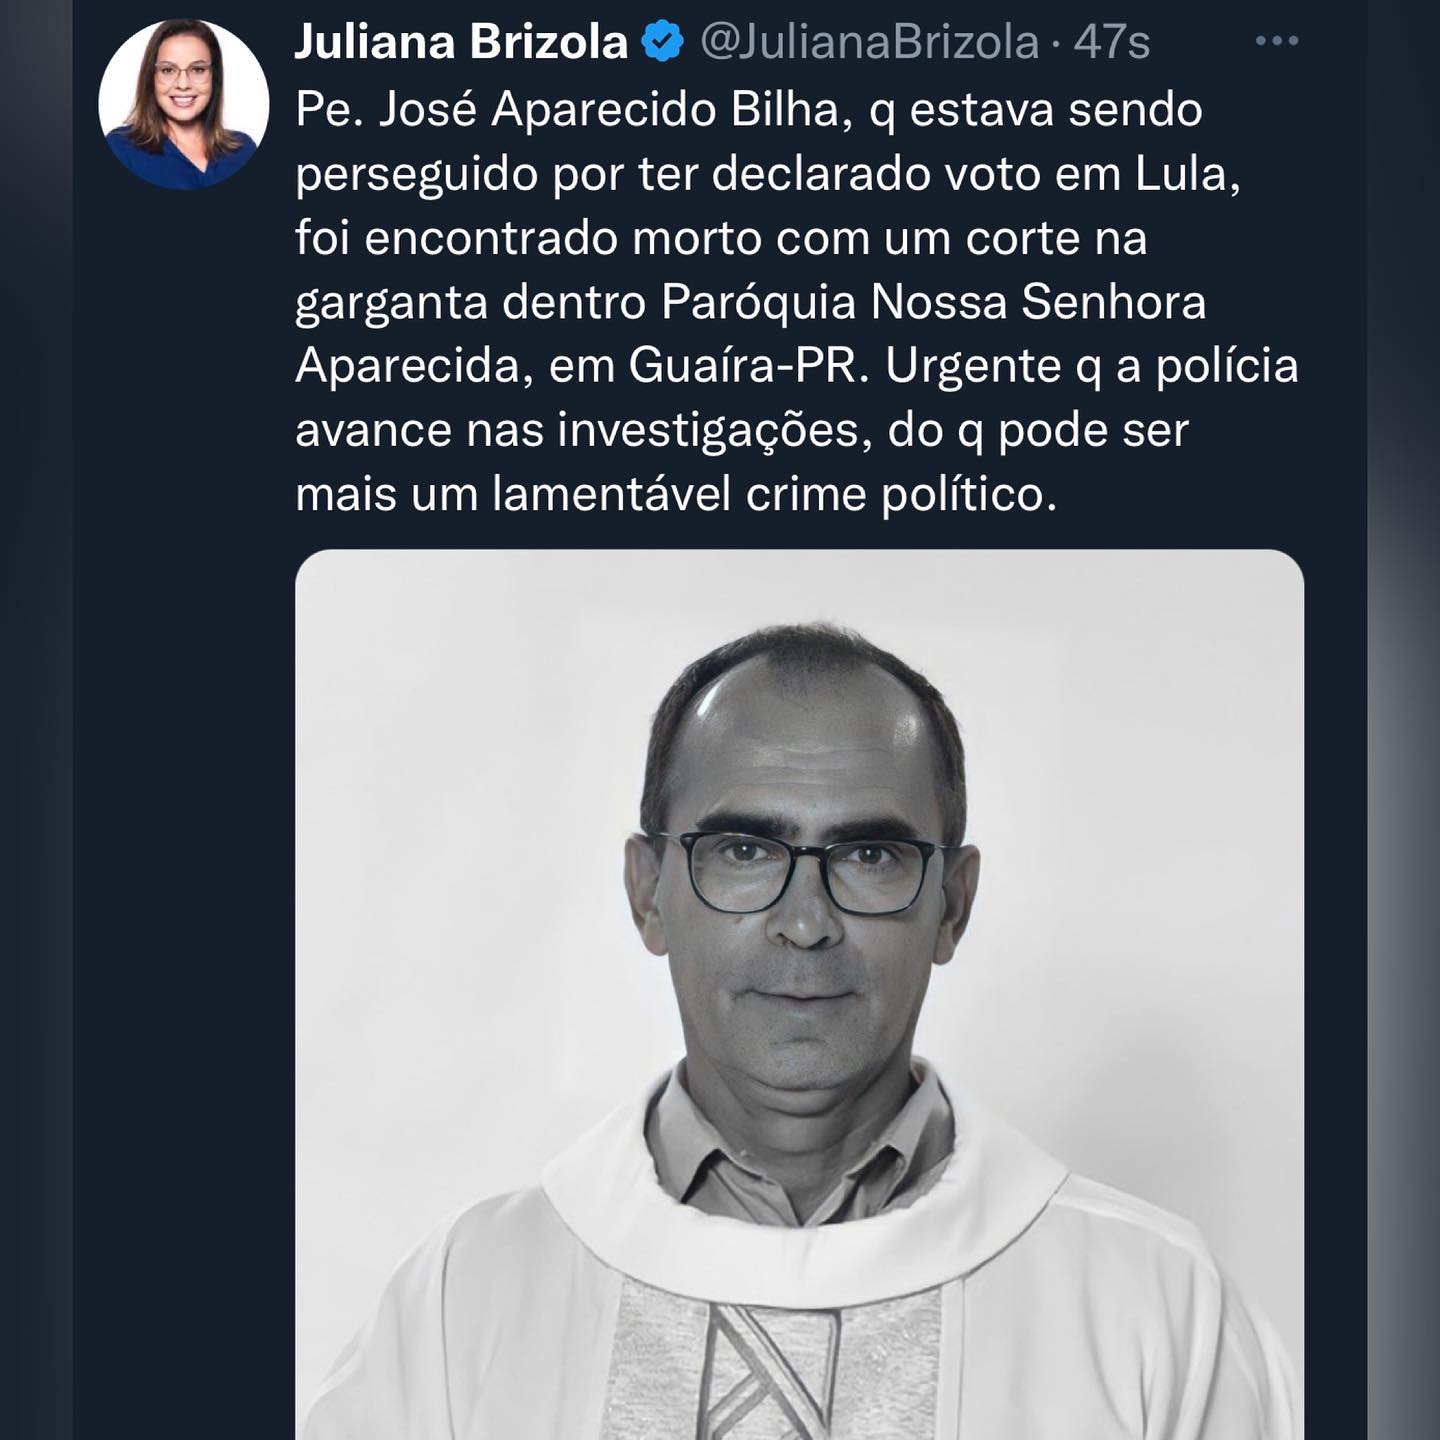 Juliana Brizola @JulianaBrizola · 47s
Pe. José Aparecido Bilha, q estava sendo
perseguido por ter declarado voto em Lula,
foi encontrado morto com um corte na
garganta dentro Paróquia Nossa Senhora
Aparecida, em Guaíra-PR. Urgente q a polícia
avance nas investigações, do q pode ser
mais um lamentável crime político.